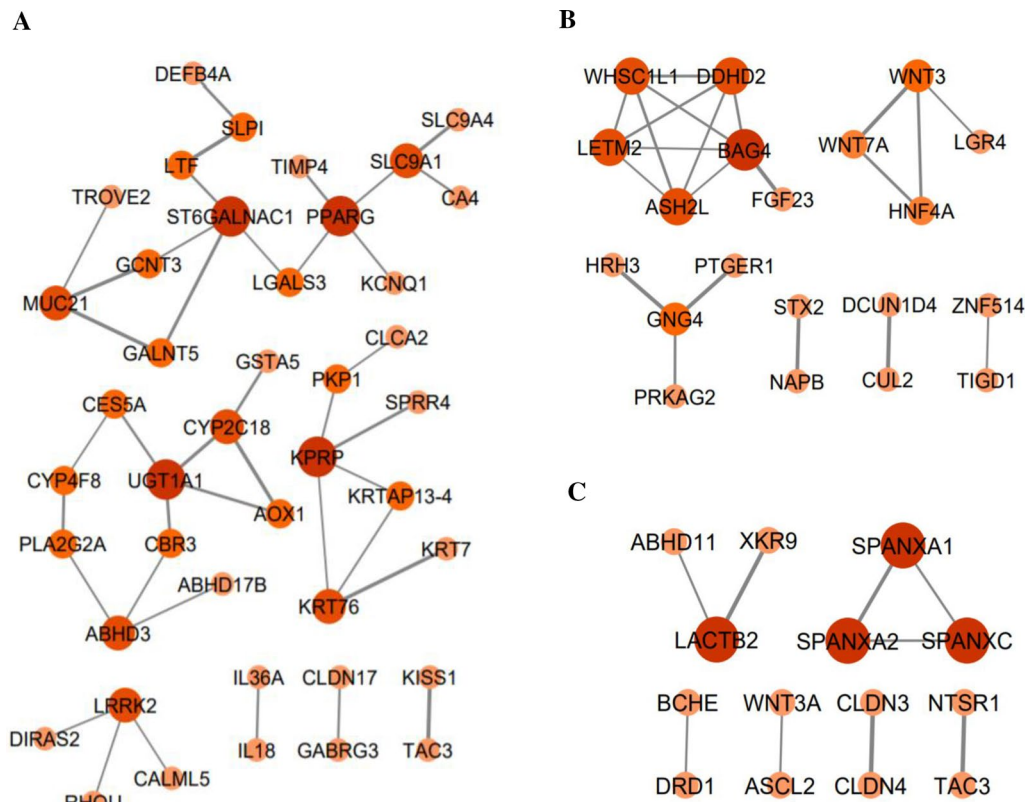 A
DEFB4A
SLPI
SLC9A4
LTF
TIMP4
SLC9A1
TROVE2
CA4
ST6GALNAC1
PPARG
GCNT3
LGALS3
KCNQ1
MUC21
GALNT5
CLCA2
GSTA5
PKP1
CES5A
SPRR4
CYP2C18
KPRP
CYP4F8
UGT1A1
KRTAP13-4
AOX1
PLA2G2A
CBR3
KRT7
ABHD17B
KRT76
ABHD3
IL36A
CLDN17
KISS1
LRRK2
DIRAS2
IL18
GABRG3
TAC3
CALML5
RHOU
B
WHSC1L1
DDHD2
WNT3
LETM2
BAG4
WNT7A
LGR4
ASH2L
FGF23
HNF4A
HRH3
PTGER1
GNG4
STX2
DCUN1D4
ZNF514
PRKAG2
NAPB
CUL2
TIGD1
C
ABHD11
XKR9
SPANXA1
LACTB2
SPANXA2
SPANXC
BCHE
WNT3A
CLDN3
NTSR1
DRD1
ASCL2
CLDN4
TAC3